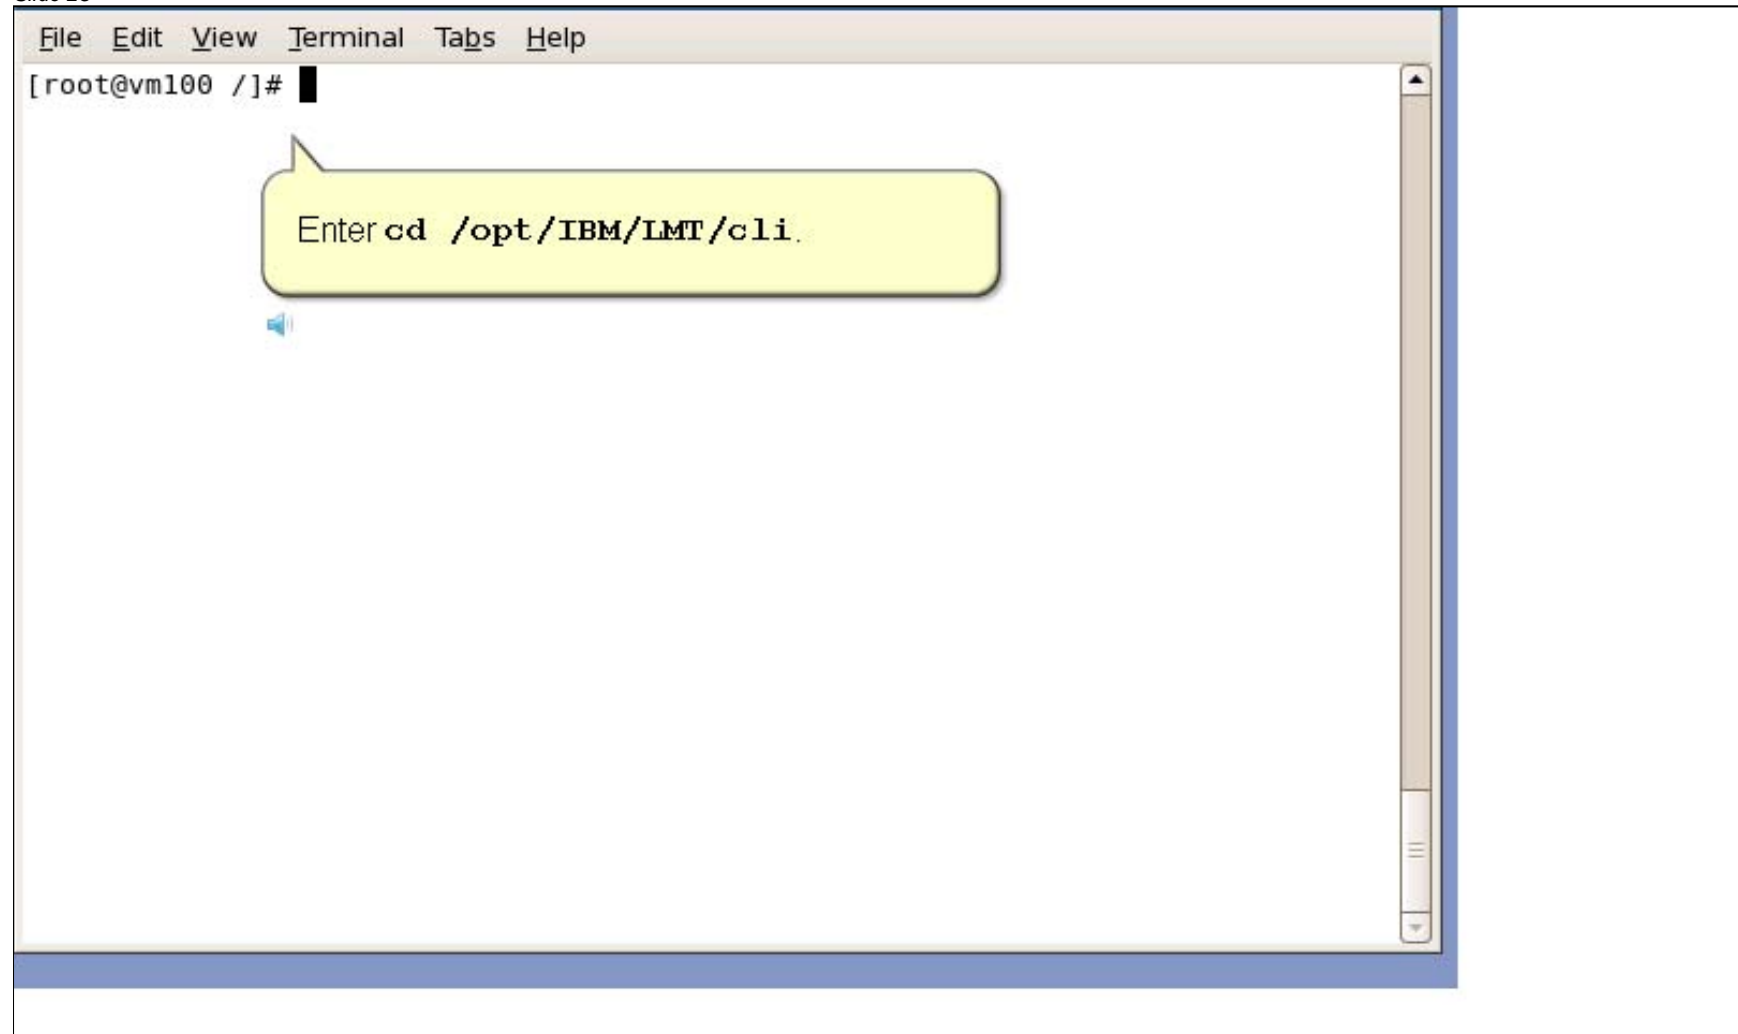 File Edit View Terminal Tabs Help
[root@vm100 /]#
Enter cd /opt/IBM/LMT/cli.